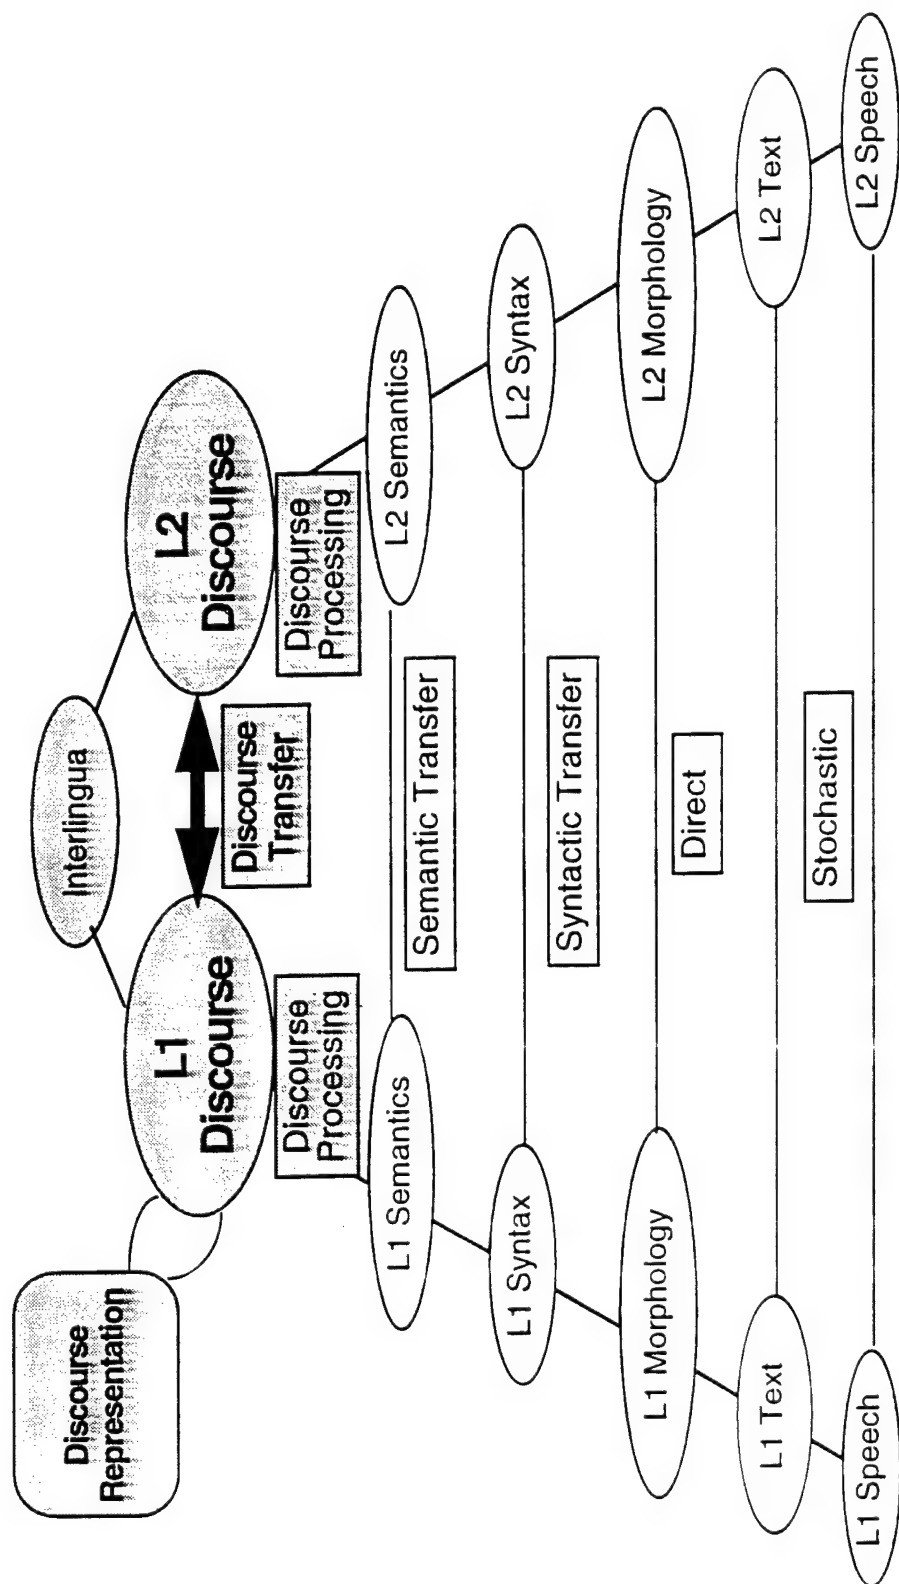 Interlingua
Discourse
Representation
L1
Discourse
L2
Discourse
Discourse
Transfer
Discourse
Processing
Discourse
Processing
L1 Semantics
L2 Semantics
Semantic Transfer
L1 Syntax
L2 Syntax
Syntactic Transfer
L1 Morphology
L2 Morphology
Direct
L1 Text
L2 Text
Stochastic
L1 Speech
L2 Speech